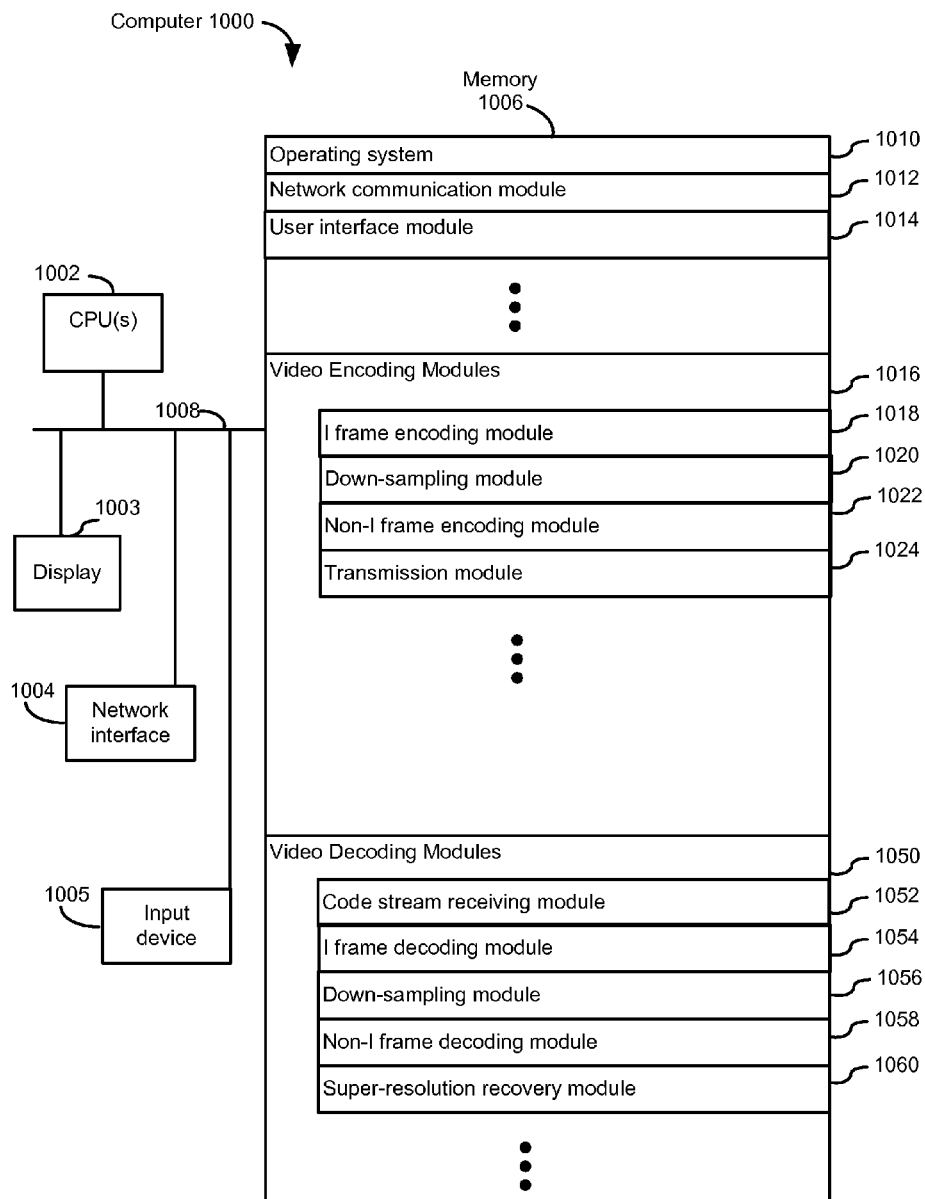 Computer 1000
Memory
1006
Operating system
1010
Network communication module
1012
User interface module
1014
1002
CPU(s)
Video Encoding Modules
1016
1008
I frame encoding module
1018
Down-sampling module
1020
Non-I frame encoding module
1022
Transmission module
1024
1003
Display
1004
Network
interface
Video Decoding Modules
1050
1005
Input
device
Code stream receiving module
1052
I frame decoding module
1054
Down-sampling module
1056
Non-I frame decoding module
1058
Super-resolution recovery module
1060